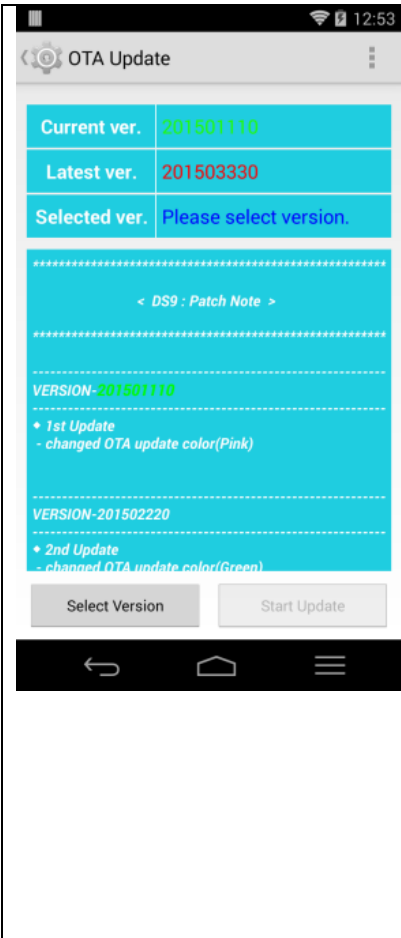 12:53
OTA Update
Current ver. 201501110
Latest ver. 201503330
Selected ver. Please select version.
*******************************************************
< DS9 : Patch Note >
*******************************************************
------------------------------------------------------------
VERSION-201501110
------------------------------------------------------------
◆ 1st Update
- changed OTA update color(Pink)
------------------------------------------------------------
VERSION-201502220
------------------------------------------------------------
◆ 2nd Update
- changed OTA update color(Green)
Select Version Start Update